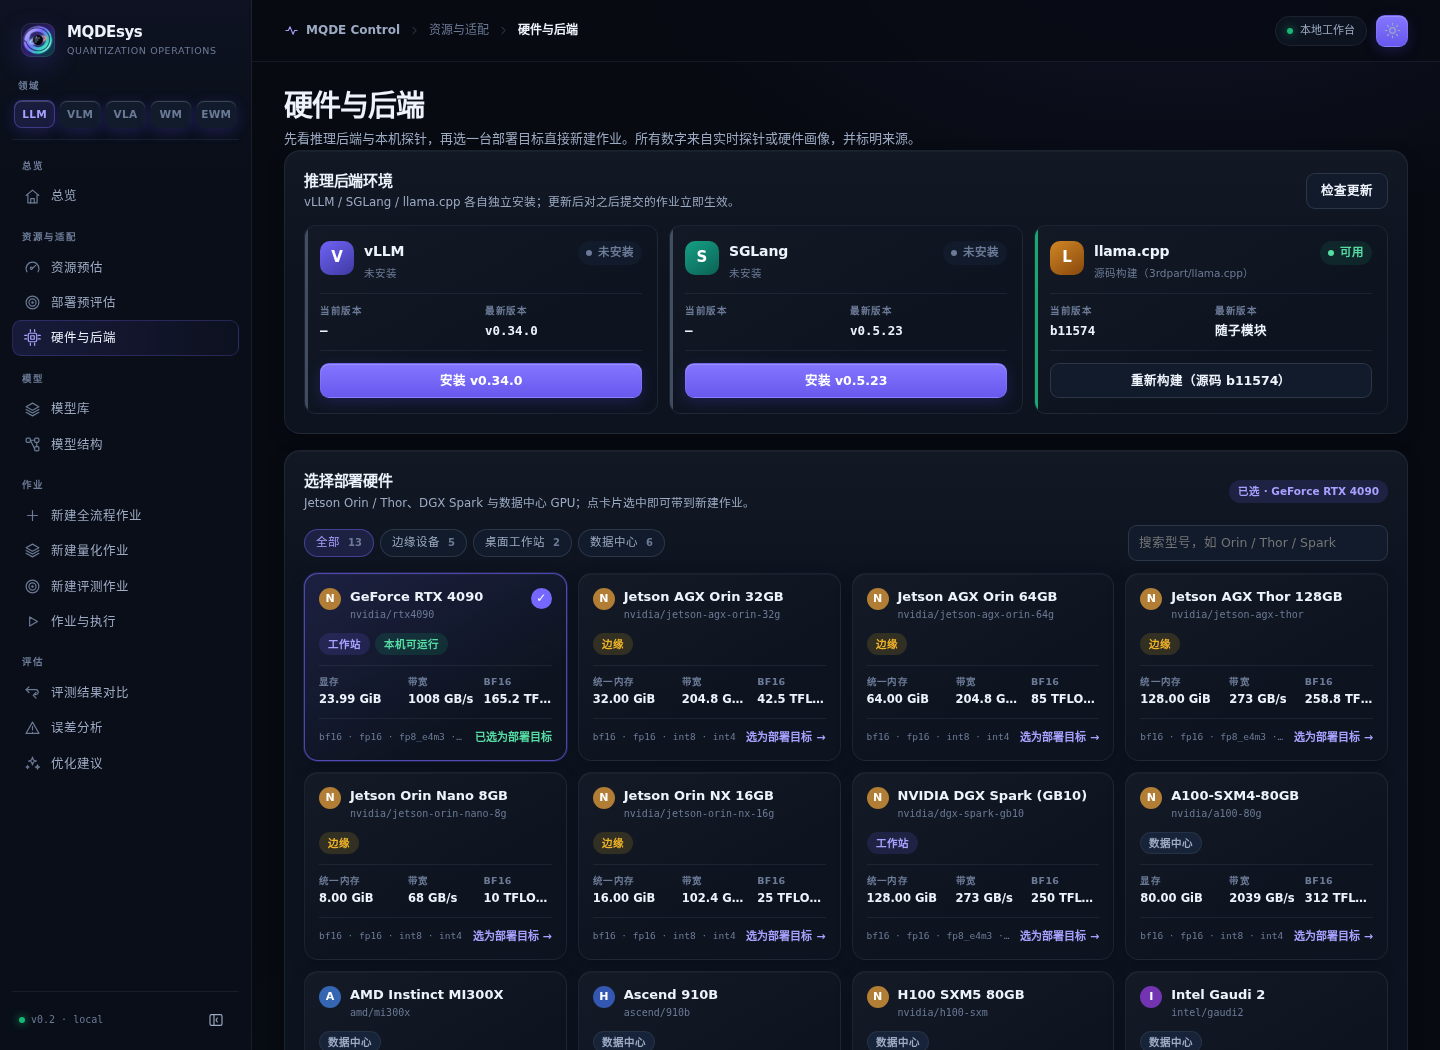 MQDEsys
QUANTIZATION OPERATIONS
领域
LLM VLM VLA WM EWM
总览
总览
资源与适配
资源预估
部署预评估
硬件与后端
模型
模型库
模型结构
作业
新建全流程作业
新建量化作业
新建评测作业
作业与执行
评估
评测结果对比
误差分析
优化建议
v0.2 · local
MQDE Control 资源与适配 硬件与后端
本地工作台
硬件与后端
先看推理后端与本机探针，再选一台部署目标直接新建作业。所有数字来自实时探针或硬件画像，并标明来源。
推理后端环境
vLLM / SGLang / llama.cpp 各自独立安装；更新后对之后提交的作业立即生效。
检查更新
V vLLM 未安装
未安装
当前版本 最新版本
— v0.34.0
安装 v0.34.0
S SGLang 未安装
未安装
当前版本 最新版本
— v0.5.23
安装 v0.5.23
L llama.cpp 可用
源码构建（3rdpart/llama.cpp）
当前版本 最新版本
b11574 随子模块
重新构建（源码 b11574）
选择部署硬件
Jetson Orin / Thor、DGX Spark 与数据中心 GPU；点卡片选中即可带到新建作业。
已选 · GeForce RTX 4090
全部 13 边缘设备 5 桌面工作站 2 数据中心 6
搜索型号，如 Orin / Thor / Spark
N GeForce RTX 4090 ✓
nvidia/rtx4090
工作站 本机可运行
显存 带宽 BF16
23.99 GiB 1008 GB/s 165.2 TF…
bf16 · fp16 · fp8_e4m3 ·… 已选为部署目标
N Jetson AGX Orin 32GB
nvidia/jetson-agx-orin-32g
边缘
统一内存 带宽 BF16
32.00 GiB 204.8 G… 42.5 TFL…
bf16 · fp16 · int8 · int4 选为部署目标 →
N Jetson AGX Orin 64GB
nvidia/jetson-agx-orin-64g
边缘
统一内存 带宽 BF16
64.00 GiB 204.8 G… 85 TFLO…
bf16 · fp16 · int8 · int4 选为部署目标 →
N Jetson AGX Thor 128GB
nvidia/jetson-agx-thor
边缘
统一内存 带宽 BF16
128.00 GiB 273 GB/s 258.8 TF…
bf16 · fp16 · fp8_e4m3 ·… 选为部署目标 →
N Jetson Orin Nano 8GB
nvidia/jetson-orin-nano-8g
边缘
统一内存 带宽 BF16
8.00 GiB 68 GB/s 10 TFLO…
bf16 · fp16 · int8 · int4 选为部署目标 →
N Jetson Orin NX 16GB
nvidia/jetson-orin-nx-16g
边缘
统一内存 带宽 BF16
16.00 GiB 102.4 G… 25 TFLO…
bf16 · fp16 · int8 · int4 选为部署目标 →
N NVIDIA DGX Spark (GB10)
nvidia/dgx-spark-gb10
工作站
统一内存 带宽 BF16
128.00 GiB 273 GB/s 250 TFL…
bf16 · fp16 · fp8_e4m3 ·… 选为部署目标 →
N A100-SXM4-80GB
nvidia/a100-80g
数据中心
显存 带宽 BF16
80.00 GiB 2039 GB/s 312 TFL…
bf16 · fp16 · int8 · int4 选为部署目标 →
A AMD Instinct MI300X
amd/mi300x
数据中心
H Ascend 910B
ascend/910b
数据中心
N H100 SXM5 80GB
nvidia/h100-sxm
数据中心
I Intel Gaudi 2
intel/gaudi2
数据中心